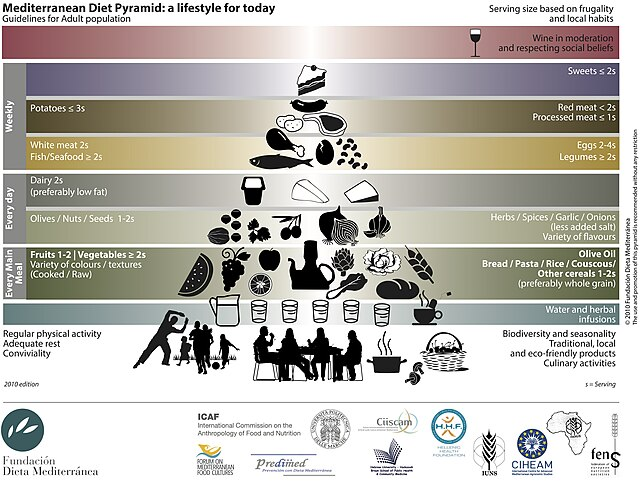 Mediterranean Diet Pyramid: a lifestyle for today
Guidelines for Adult population
Serving size based on frugality
and local habits
Wine in moderation
and respecting social beliefs
Weekly
Sweets ≤ 2s
Potatoes ≤ 3s
Red meat < 2s
Processed meat ≤ 1s
White meat 2s
Fish/Seafood ≥ 2s
Eggs 2-4s
Legumes ≥ 2s
Every day
Dairy 2s
(preferably low fat)
Olives / Nuts / Seeds 1-2s
Herbs / Spices / Garlic / Onions
(less added salt)
Variety of flavours
Every Main
Meal
Fruits 1-2 | Vegetables ≥ 2s
Variety of colours / textures
(Cooked / Raw)
Olive Oil
Bread / Pasta / Rice / Couscous/
Other cereals 1-2s
(preferably whole grain)
Water and herbal
infusions
Regular physical activity
Adequate rest
Conviviality
Biodiversity and seasonality
Traditional, local
and eco-friendly products
Culinary activities
2010 edition
s = Serving
© 2010 Fundación Dieta Mediterránea
The use and promotion of this pyramid is recommended without any restriction
Fundación
Dieta Mediterránea
ICAF
International Commission on the
Anthropology of Food and Nutrition
FORUM ON
MEDITERRANEAN
FOOD CULTURES
Predimed
Prevención con Dieta Mediterránea
Ciiscam
H.H.F.
HELLENIC
HEALTH
FOUNDATION
IUNS
CIHEAM
fens